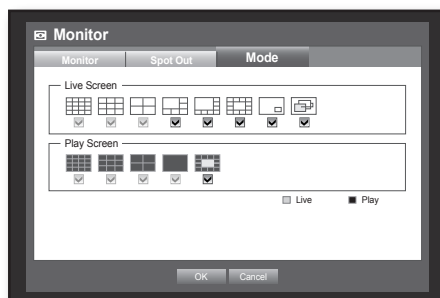 Monitor
Monitor Spot Out Mode
Live Screen
Play Screen
Live Play
OK Cancel